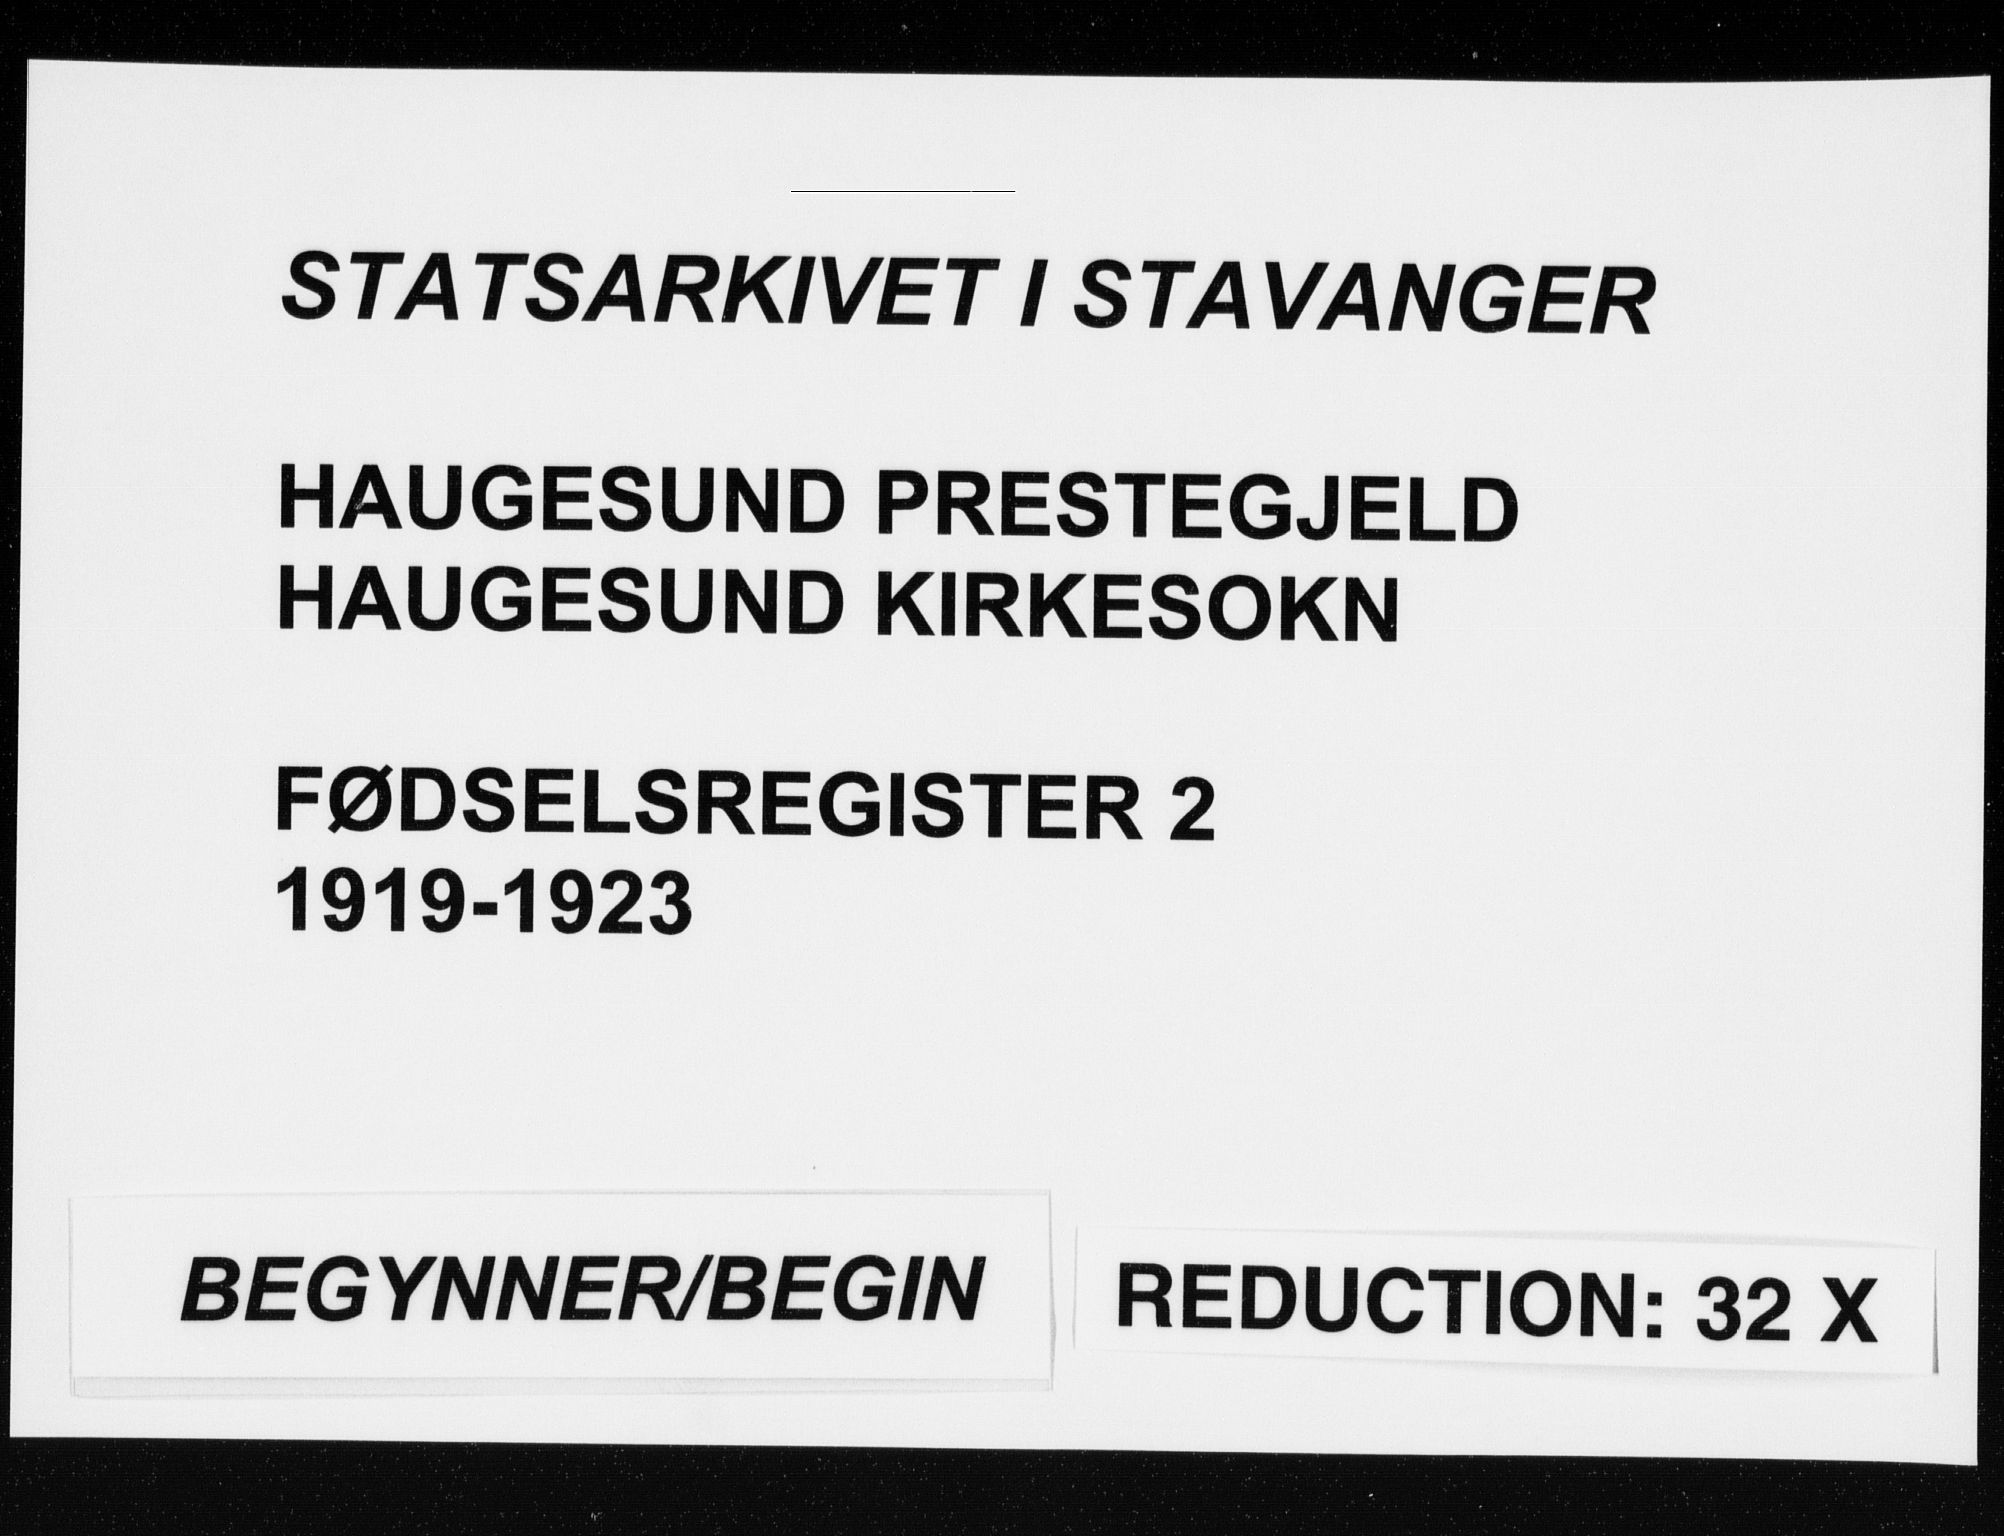 STATSARKIVET I STAVANGER
HAUGESUND PRESTEGJELD
HAUGESUND KIRKESOKN
FØDSELSREGISTER 2
1919-1923
BEGYNNER/BEGIN
REDUCTION: 32 X